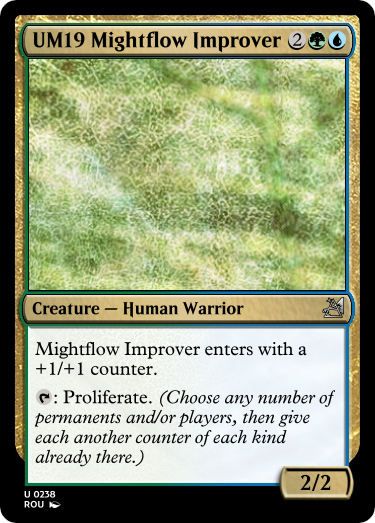 UM19 Mightflow Improver 2
Creature — Human Warrior
Mightflow Improver enters with a
+1/+1 counter.
: Proliferate. (Choose any number of
permanents and/or players, then give
each another counter of each kind
already there.)
2/2
U 0238
ROU